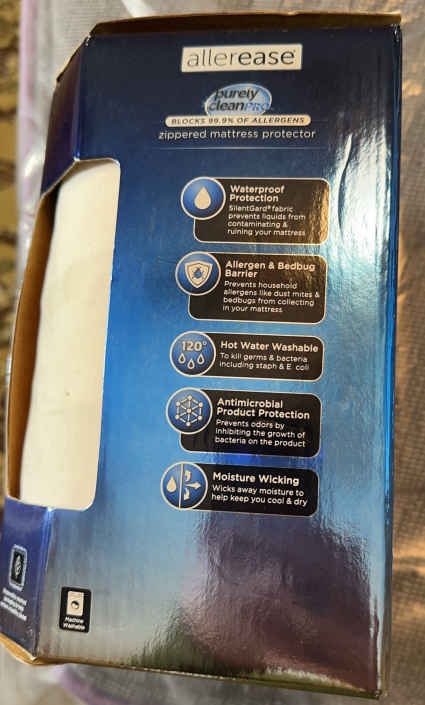 allerease®
purely
cleanPRO
BLOCKS 99.9% OF ALLERGENS
zippered mattress protector
Waterproof
Protection
SilentGard® fabric
prevents liquids from
contaminating &
ruining your mattress
Allergen & Bedbug
Barrier
Prevents household
allergens like dust mites &
bedbugs from collecting
in your mattress
120°
Hot Water Washable
To kill germs & bacteria
including staph & E coli
Antimicrobial
Product Protection
Prevents odors by
inhibiting the growth of
bacteria on the product
Moisture Wicking
Wicks away moisture to
help keep you cool & dry
Machine
Washable